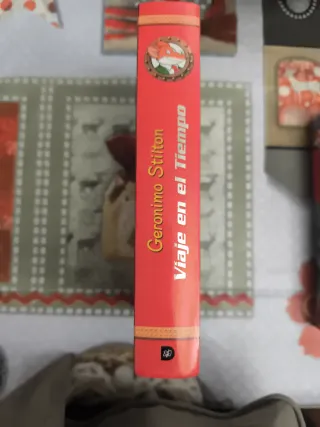 Geronimo Stilton
Viaje en el Tiempo